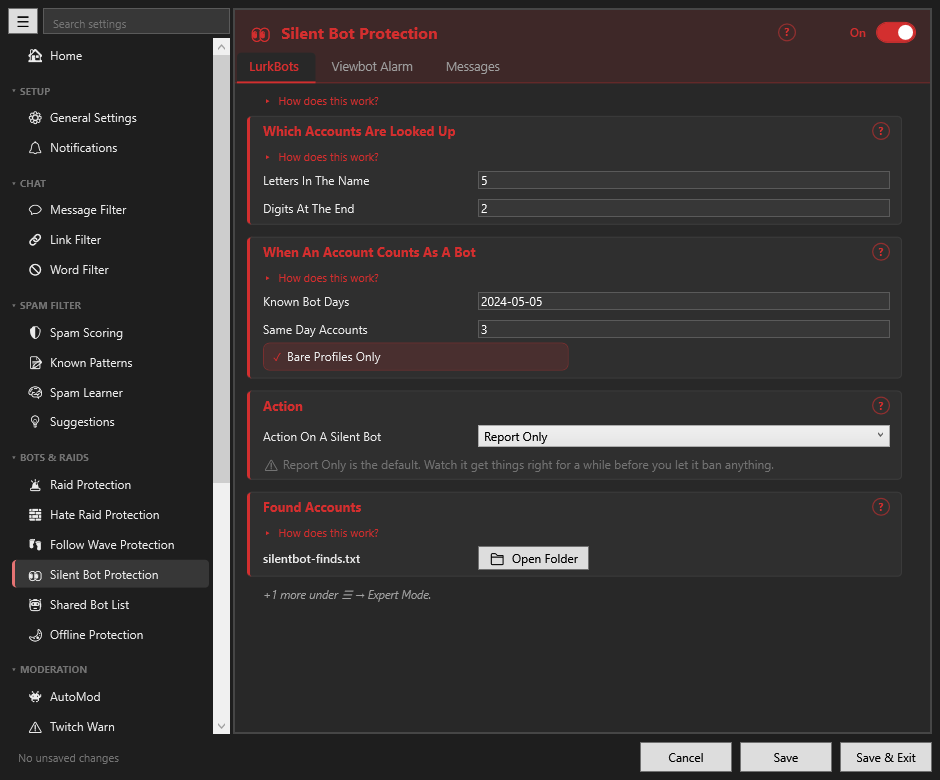 Search settings
Home
SETUP
General Settings
Notifications
CHAT
Message Filter
Link Filter
Word Filter
SPAM FILTER
Spam Scoring
Known Patterns
Spam Learner
Suggestions
BOTS & RAIDS
Raid Protection
Hate Raid Protection
Follow Wave Protection
Silent Bot Protection
Shared Bot List
Offline Protection
MODERATION
AutoMod
Twitch Warn
Silent Bot Protection
?
On
LurkBots Viewbot Alarm Messages
How does this work?
Which Accounts Are Looked Up ?
How does this work?
Letters In The Name 5
Digits At The End 2
When An Account Counts As A Bot ?
How does this work?
Known Bot Days 2024-05-05
Same Day Accounts 3
✓ Bare Profiles Only
Action ?
Action On A Silent Bot Report Only
Report Only is the default. Watch it get things right for a while before you let it ban anything.
Found Accounts ?
How does this work?
silentbot-finds.txt Open Folder
+1 more under ☰ → Expert Mode.
No unsaved changes
Cancel Save Save & Exit